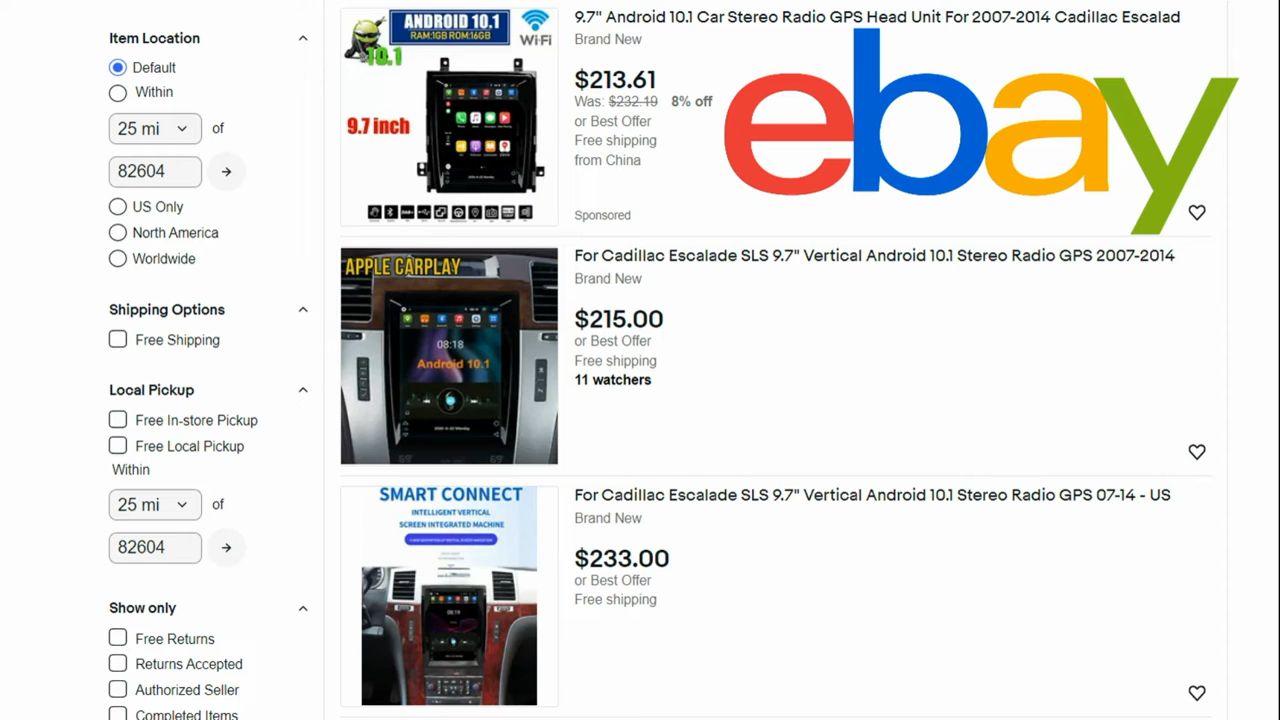 Item Location
Default
Within
25 mi of
82604
US Only
North America
Worldwide
Shipping Options
Free Shipping
Local Pickup
Free In-store Pickup
Free Local Pickup
Within
25 mi of
82604
Show only
Free Returns
Returns Accepted
Authorized Seller
Completed Items
ANDROID 10.1
RAM:1GB ROM:16GB
WiFi
10.1
9.7 inch
9.7" Android 10.1 Car Stereo Radio GPS Head Unit For 2007-2014 Cadillac Escalad
Brand New
$213.61
Was: $232.19 8% off
or Best Offer
Free shipping
from China
Sponsored
ebay
APPLE CARPLAY
08:18
Android 10.1
For Cadillac Escalade SLS 9.7" Vertical Android 10.1 Stereo Radio GPS 2007-2014
Brand New
$215.00
or Best Offer
Free shipping
11 watchers
SMART CONNECT
INTELLIGENT VERTICAL
SCREEN INTEGRATED MACHINE
08:19
For Cadillac Escalade SLS 9.7" Vertical Android 10.1 Stereo Radio GPS 07-14 - US
Brand New
$233.00
or Best Offer
Free shipping